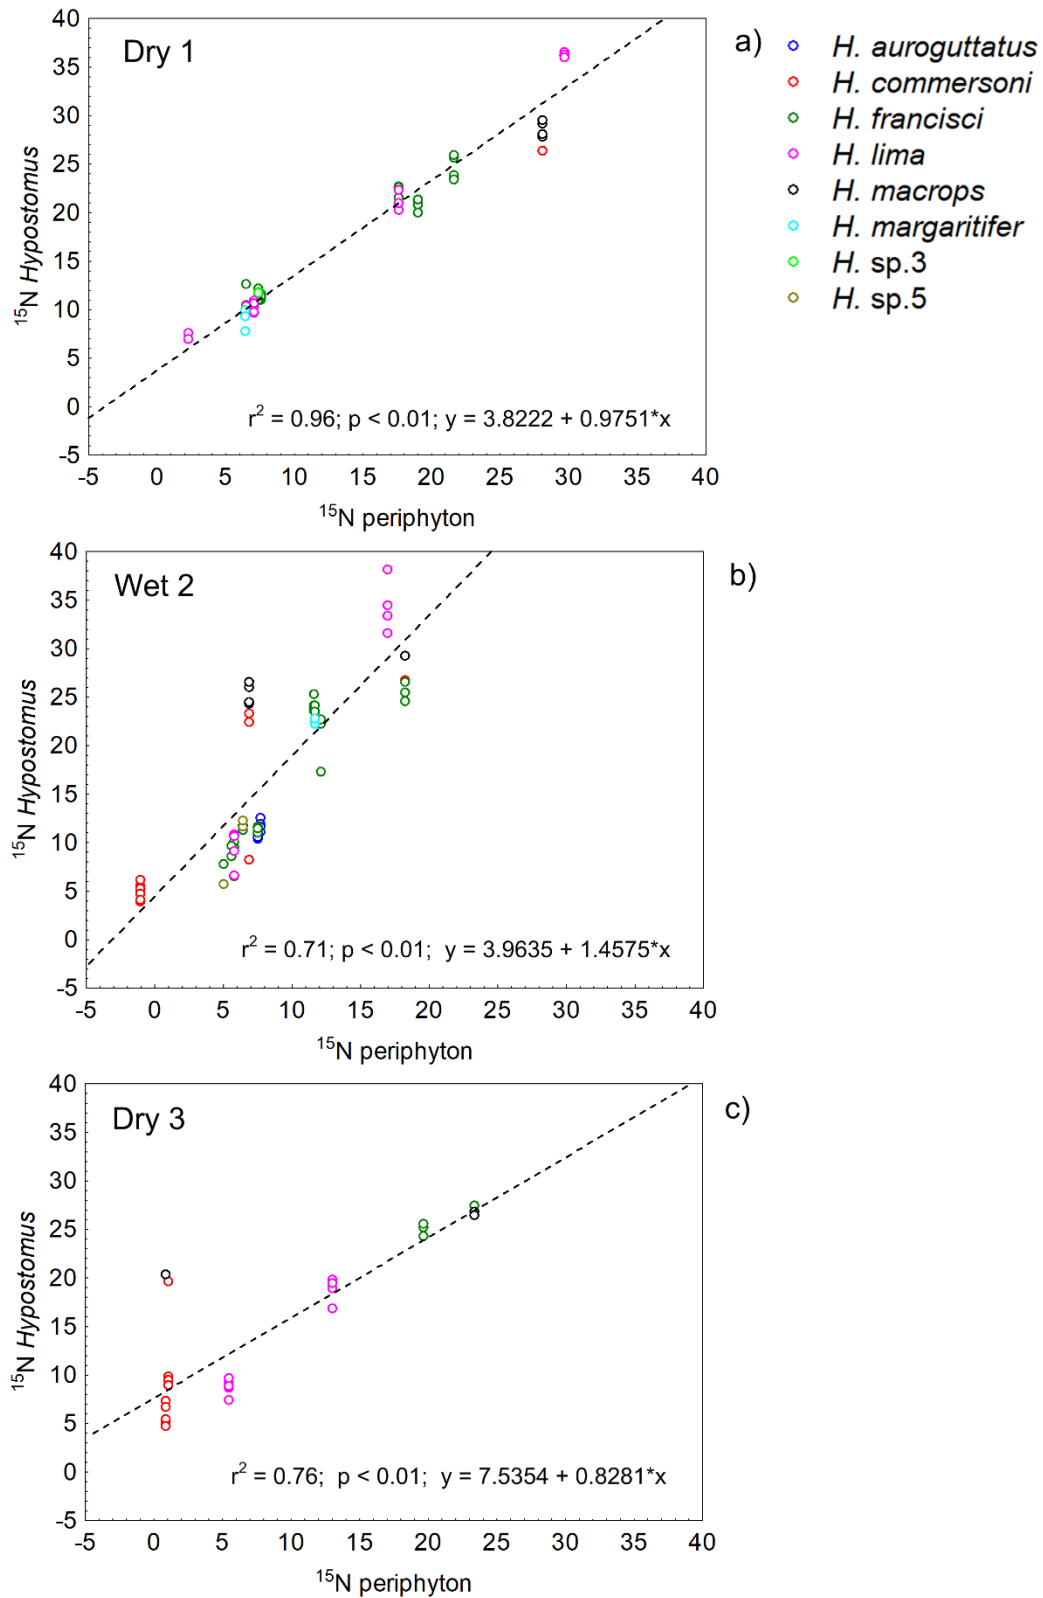 Dry 1
a)
H. auroguttatus
H. commersoni
H. francisci
H. lima
H. macrops
H. margaritifer
H. sp.3
H. sp.5
40
35
30
25
20
15
10
5
0
-5
¹⁵N Hypostomus
r² = 0.96; p < 0.01; y = 3.8222 + 0.9751*x
-5 0 5 10 15 20 25 30 35 40
¹⁵N periphyton
Wet 2
b)
40
35
30
25
20
15
10
5
0
-5
¹⁵N Hypostomus
r² = 0.71; p < 0.01; y = 3.9635 + 1.4575*x
-5 0 5 10 15 20 25 30 35 40
¹⁵N periphyton
Dry 3
c)
40
35
30
25
20
15
10
5
0
-5
¹⁵N Hypostomus
r² = 0.76; p < 0.01; y = 7.5354 + 0.8281*x
-5 0 5 10 15 20 25 30 35 40
¹⁵N periphyton